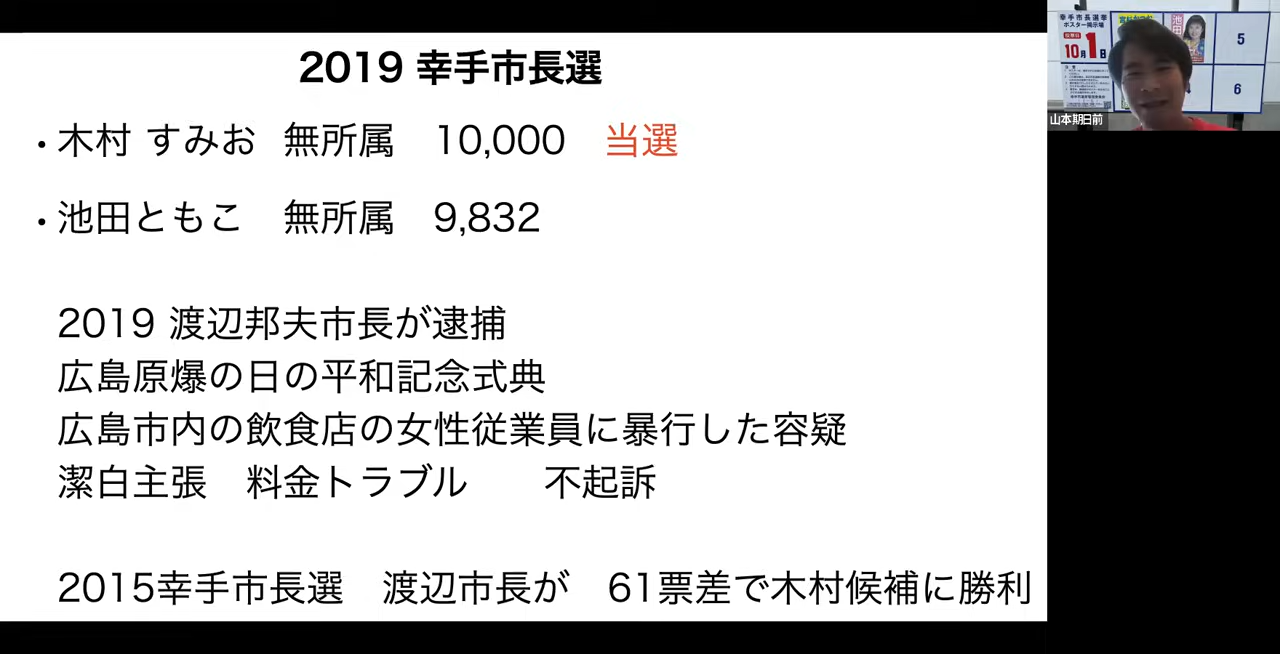 2019 幸手市長選
・木村 すみお 無所属 10,000 当選
・池田ともこ 無所属 9,832
2019 渡辺邦夫市長が逮捕
広島原爆の日の平和記念式典
広島市内の飲食店の女性従業員に暴行した容疑
潔白主張 料金トラブル 不起訴
2015幸手市長選 渡辺市長が 61票差で木村候補に勝利
幸手市長選挙
ポスター掲示場
10月1日
池田
5
6
山本期日前